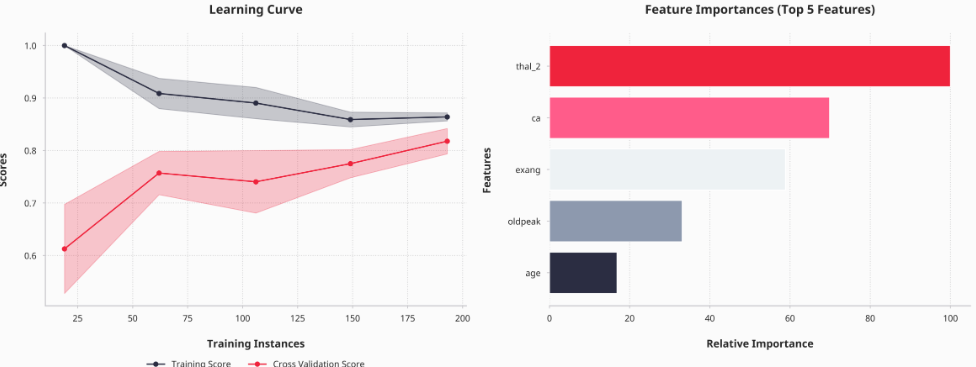 Learning Curve
1.0
0.9
0.8
0.7
0.6
Scores
25
50
75
100
125
150
175
200
Training Instances
Training Score
Cross Validation Score
Feature Importances (Top 5 Features)
thal_2
ca
exang
oldpeak
age
Features
0
20
40
60
80
100
Relative Importance